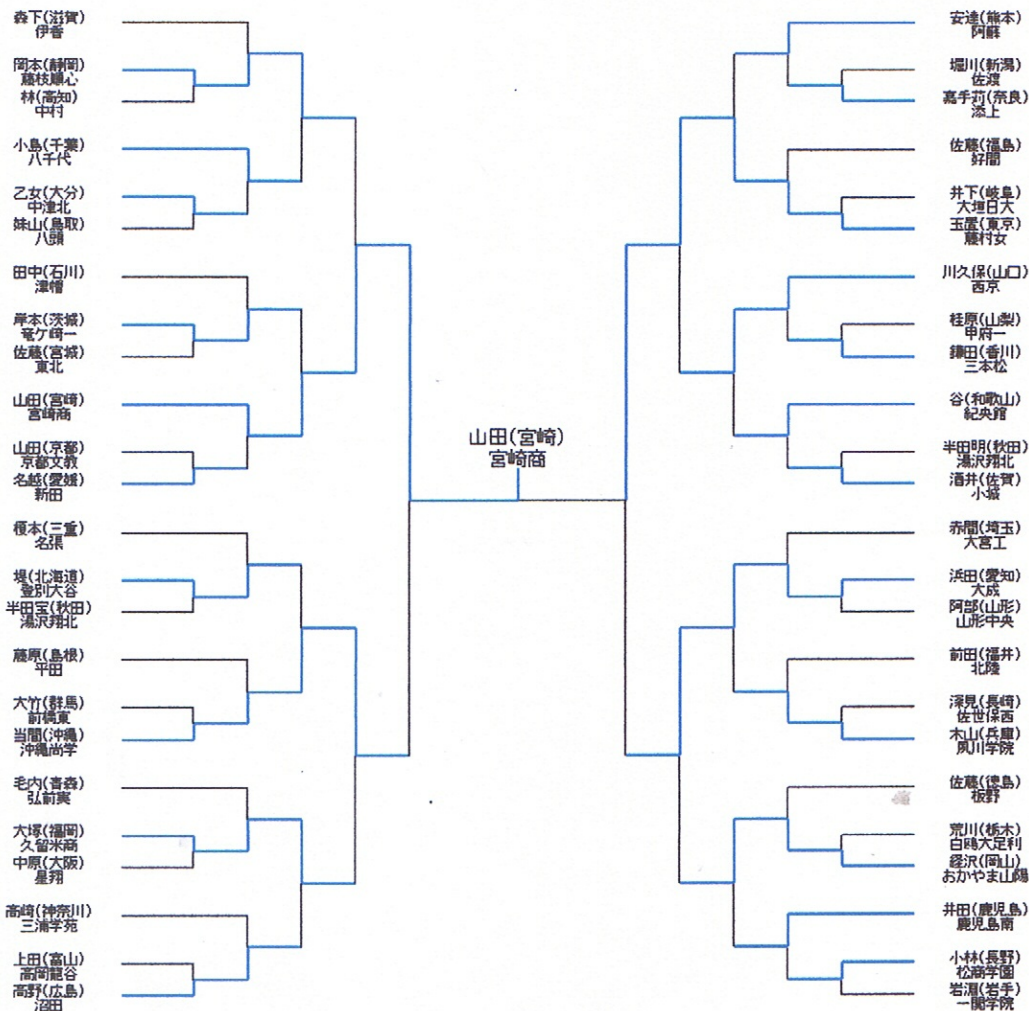 森下(滋賀)
伊香
岡本(静岡)
藤枝順心
林(高知)
中村
小島(千葉)
八千代
乙女(大分)
中津北
妹山(鳥取)
八頭
田中(石川)
津幡
岸本(茨城)
竜ケ崎一
佐藤(宮城)
東北
山田(宮崎)
宮崎商
山田(京都)
京都文教
名越(愛媛)
新田
榎本(三重)
名張
堤(北海道)
登別大谷
半田宝(秋田)
湯沢翔北
藤原(島根)
平田
大竹(群馬)
前橋東
当間(沖縄)
沖縄尚学
毛内(青森)
弘前実
大塚(福岡)
久留米商
中原(大阪)
星翔
高崎(神奈川)
三浦学苑
上田(富山)
高岡龍谷
高野(広島)
沼田
山田(宮崎)
宮崎商
安達(熊本)
阿蘇
堀川(新潟)
佐渡
嘉手苅(奈良)
添上
佐藤(福島)
好間
井下(岐阜)
大垣日大
玉置(東京)
藤村女
川久保(山口)
西京
桂原(山梨)
甲府一
鎌田(香川)
三本松
谷(和歌山)
紀央館
半田明(秋田)
湯沢翔北
酒井(佐賀)
小城
赤間(埼玉)
大宮工
浜田(愛知)
大成
阿部(山形)
山形中央
前田(福井)
北陸
深見(長崎)
佐世保西
木山(兵庫)
夙川学院
佐藤(徳島)
板野
荒川(栃木)
白鴎大足利
経沢(岡山)
おかやま山陽
井田(鹿児島)
鹿児島南
小林(長野)
松商学園
岩淵(岩手)
一関学院